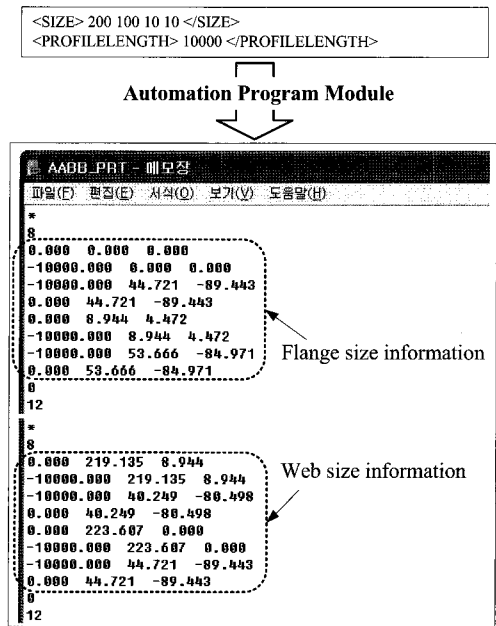 <SIZE> 200 100 10 10 </SIZE>
<PROFILELENGTH> 10000 </PROFILELENGTH>
Automation Program Module
AABB_PRT - 메모장
파일(F) 편집(E) 서식(O) 보기(V) 도움말(H)
*
8
0.000 0.000 0.000
-10000.000 0.000 0.000
-10000.000 44.721 -89.443
0.000 44.721 -89.443
0.000 8.944 4.472
-10000.000 8.944 4.472
-10000.000 53.666 -84.971
0.000 53.666 -84.971
0
12
Flange size information
*
8
0.000 219.135 8.944
-10000.000 219.135 8.944
-10000.000 40.249 -80.498
0.000 40.249 -80.498
0.000 223.607 0.000
-10000.000 223.607 0.000
-10000.000 44.721 -89.443
0.000 44.721 -89.443
0
12
Web size information